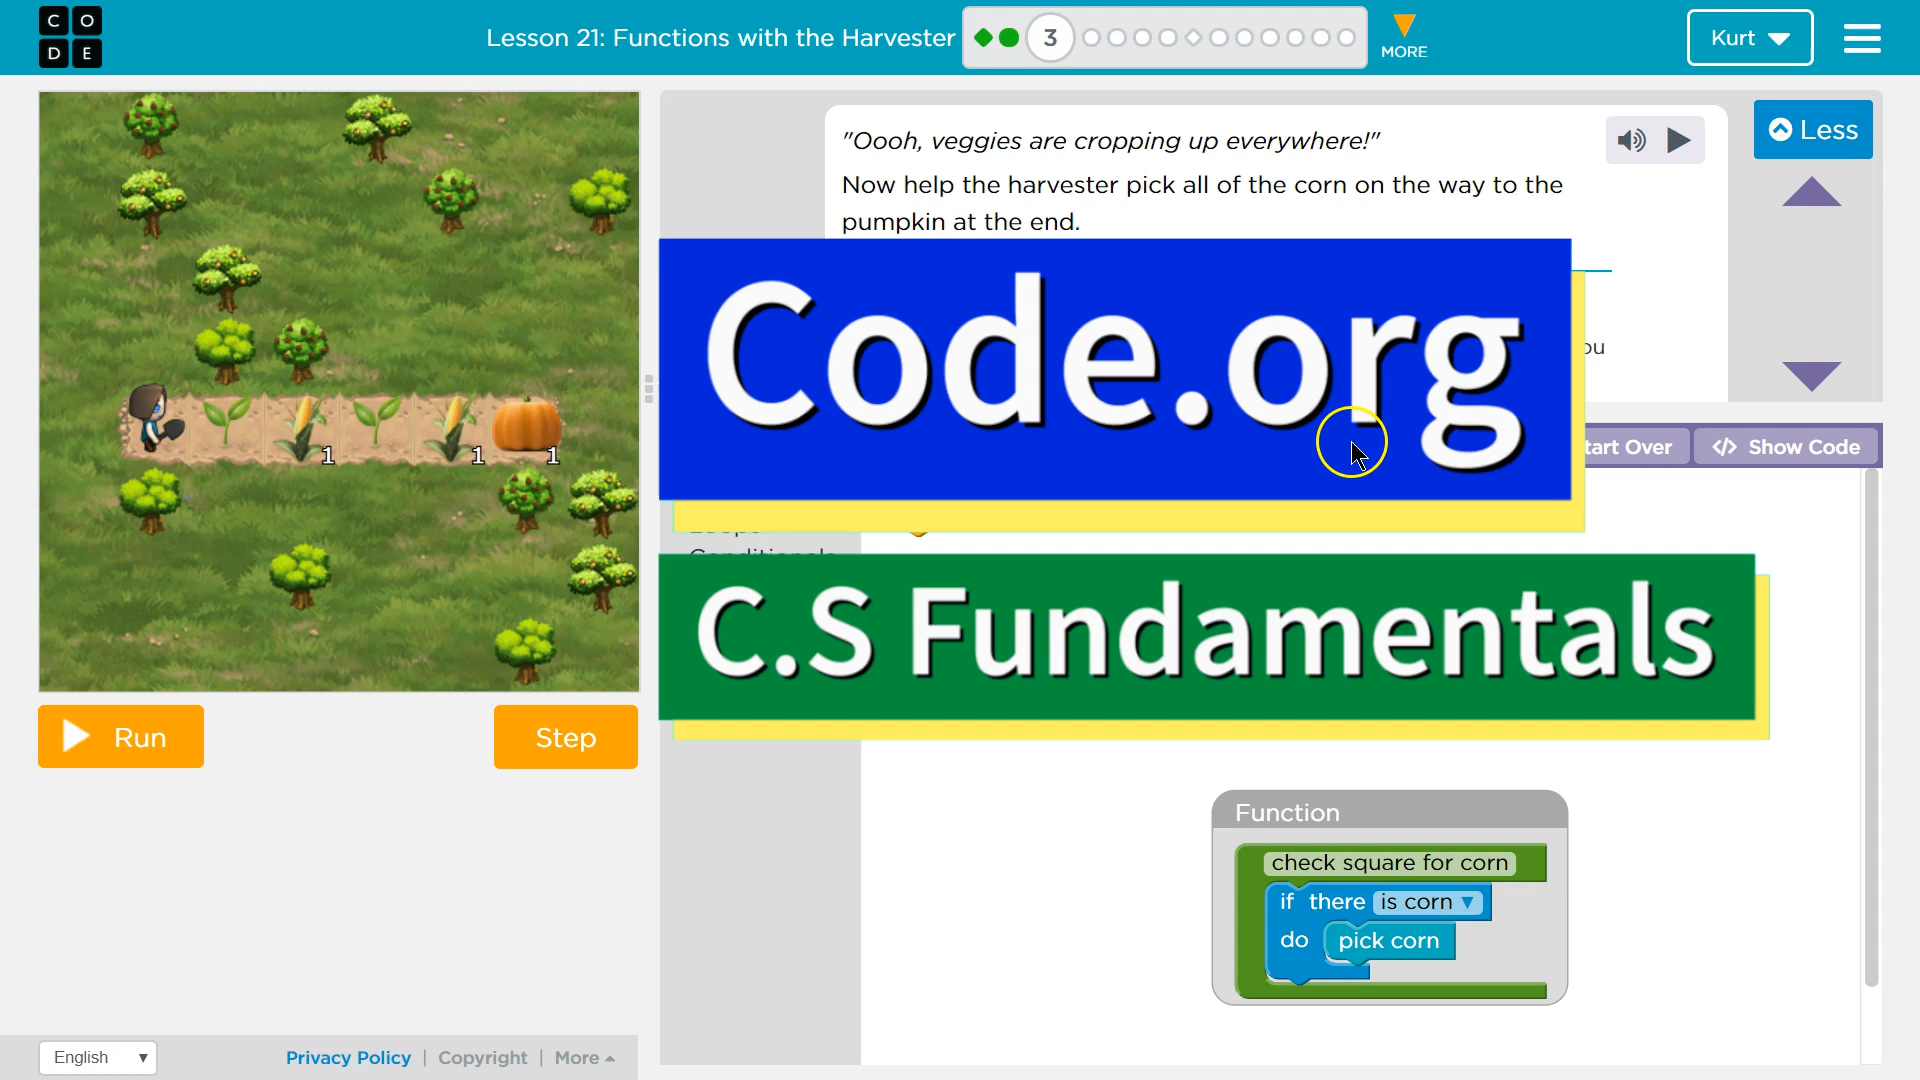 C O
D E
Lesson 21: Functions with the Harvester
3
MORE
Kurt
"Oooh, veggies are cropping up everywhere!"
Now help the harvester pick all of the corn on the way to the
pumpkin at the end.
Less
Code.org
ou
tart Over
</> Show Code
Conditionals
C.S Fundamentals
1
1
1
Run
Step
Function
check square for corn
if there is corn
do pick corn
English
Privacy Policy | Copyright | More